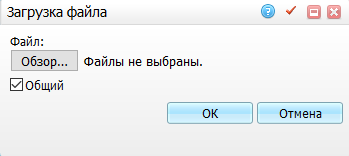 Загрузка файла
Файл:
Обзор... Файлы не выбраны.
Общий
OK Отмена